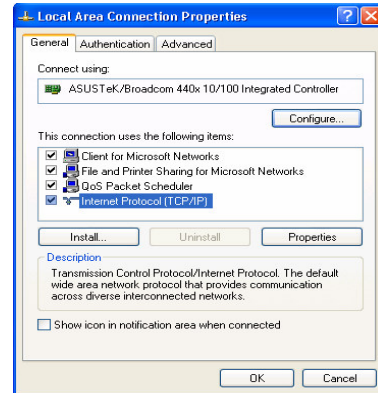 Local Area Connection Properties
General Authentication Advanced
Connect using:
ASUSTeK/Broadcom 440x 10/100 Integrated Controller
Configure...
This connection uses the following items:
Client for Microsoft Networks
File and Printer Sharing for Microsoft Networks
QoS Packet Scheduler
Internet Protocol (TCP/IP)
Install... Uninstall Properties
Description
Transmission Control Protocol/Internet Protocol. The default
wide area network protocol that provides communication
across diverse interconnected networks.
Show icon in notification area when connected
OK Cancel